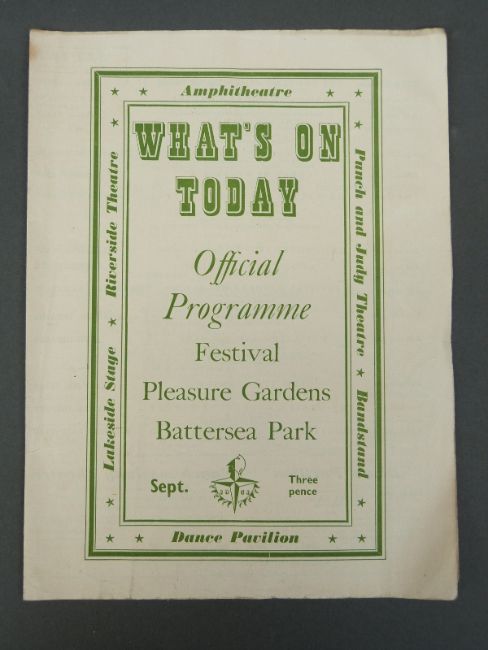 Amphitheatre
Lakeside Stage ★ Riverside Theatre
Punch and Judy Theatre ★ Bandstand
WHAT'S ON
TODAY
Official
Programme
Festival
Pleasure Gardens
Battersea Park
Sept.
Three
pence
Dance Pavilion